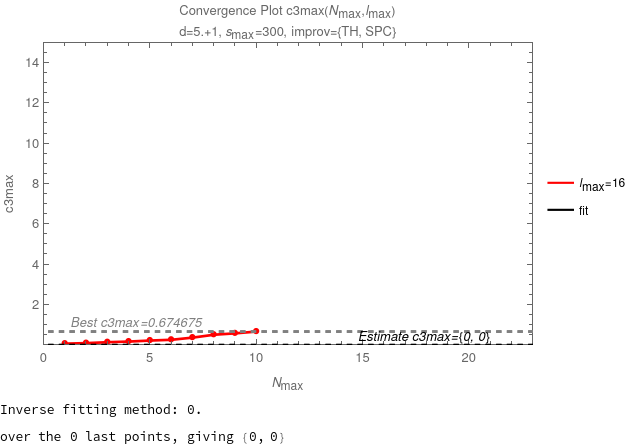 Convergence Plot c3max(Nmax,lmax)
d=5.+1, smax=300, improv={TH, SPC}
14
12
10
8
6
4
2
c3max
lmax=16
fit
Best c3max=0.674675
Estimate c3max={0, 0}
0 5 10 15 20
Nmax
Inverse fitting method: 0.
over the 0 last points, giving {0, 0}